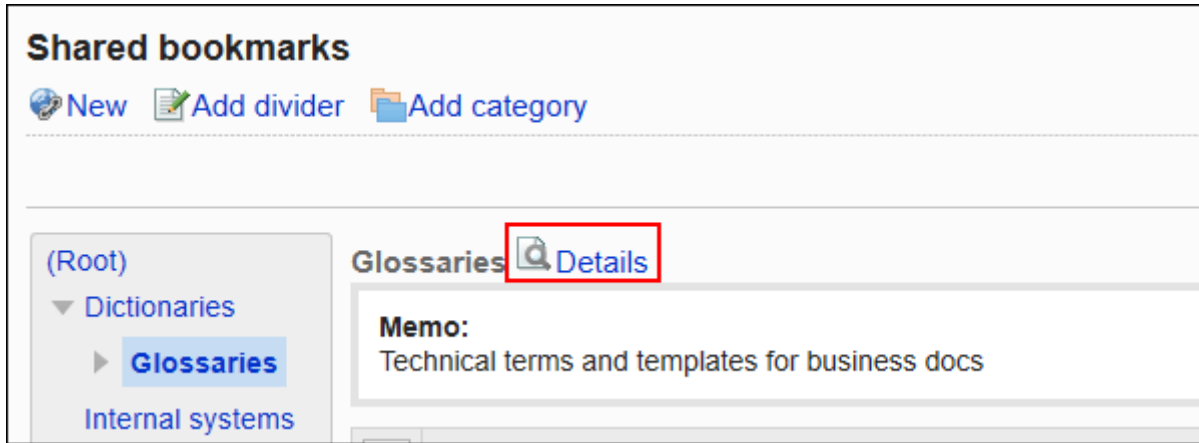 Shared bookmarks
New Add divider Add category
(Root)
Dictionaries
Glossaries
Internal systems
Glossaries Details
Memo:
Technical terms and templates for business docs